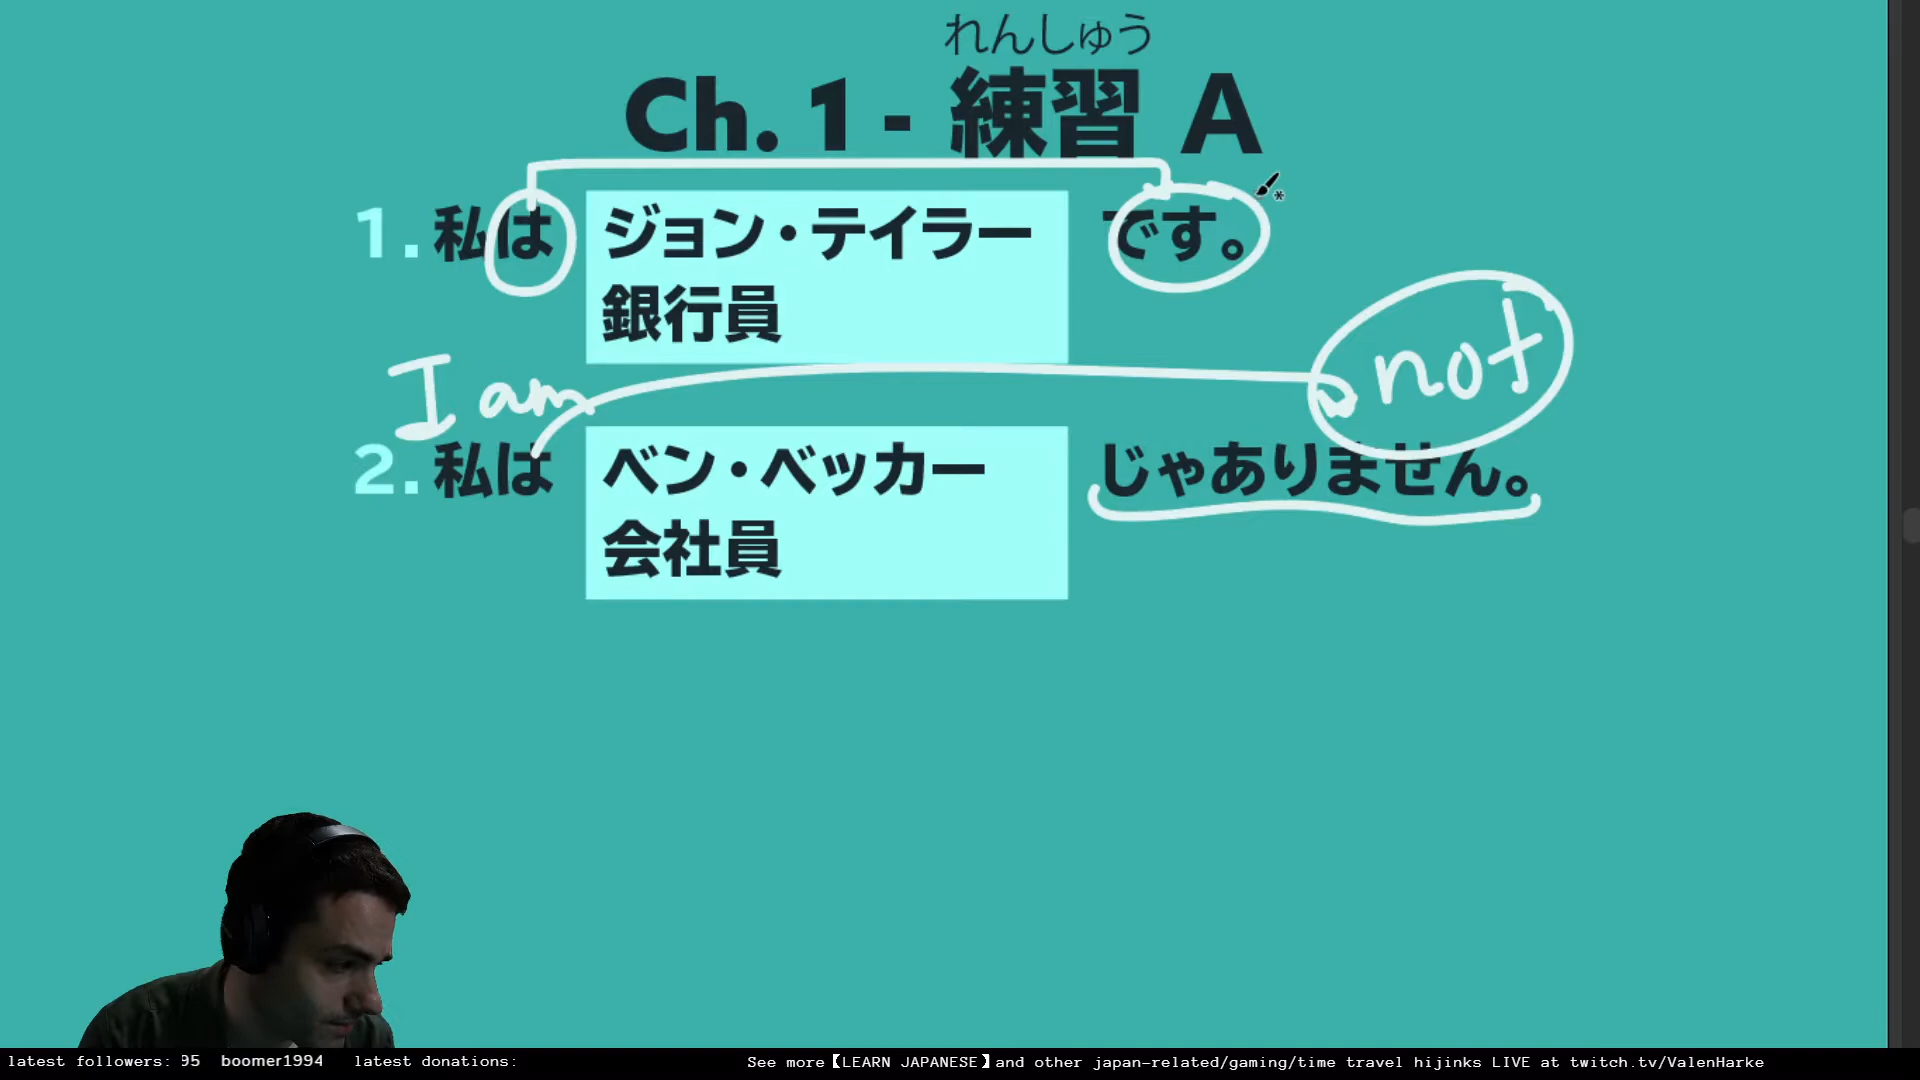 れんしゅう
Ch. 1 - 練習 A
1. 私は ジョン・テイラー です。
銀行員
I am not
2. 私は ベン・ベッカー じゃありません。
会社員
latest followers: 95 boomer1994 latest donations: See more【LEARN JAPANESE】and other japan-related/gaming/time travel hijinks LIVE at twitch.tv/ValenHarke